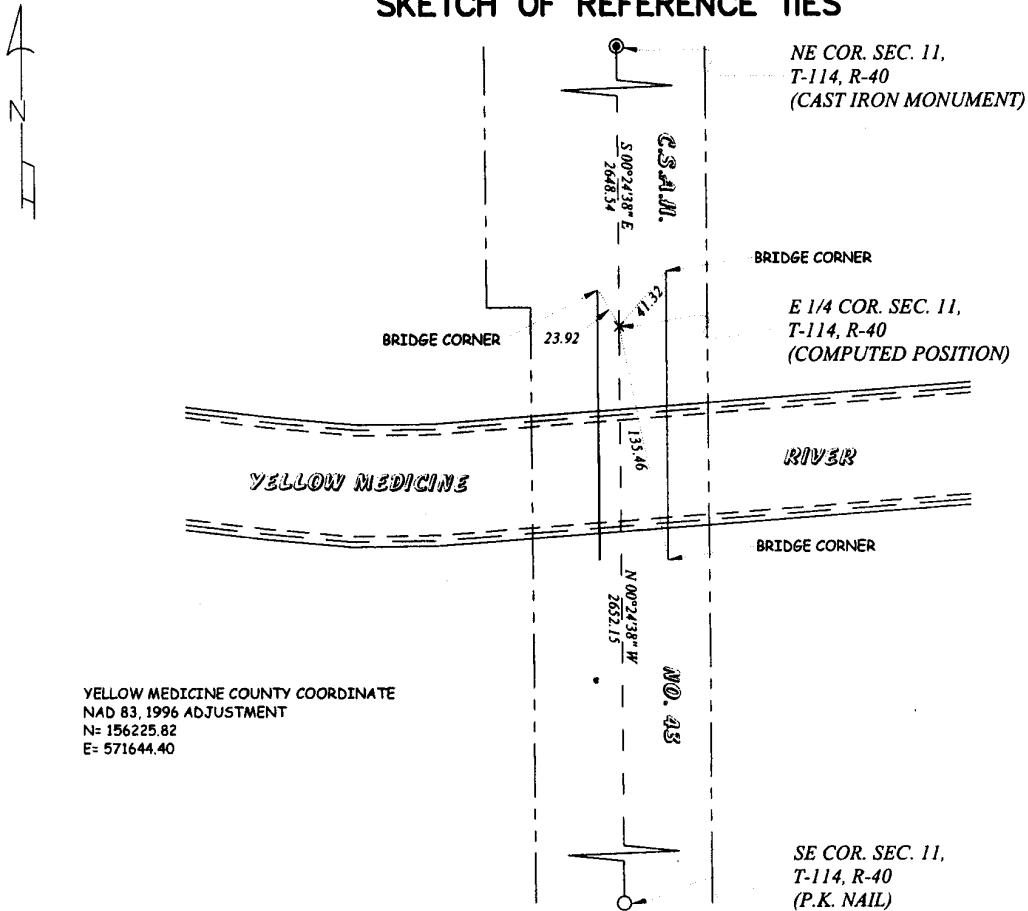 SKETCH OF REFERENCE TIES
N
NE COR. SEC. 11,
T-114, R-40
(CAST IRON MONUMENT)
C.S.A.H.
S 00°24'38" E
2648.54
BRIDGE CORNER
41.32
E 1/4 COR. SEC. 11,
T-114, R-40
(COMPUTED POSITION)
BRIDGE CORNER
23.92
135.46
YELLOW MEDICINE
RIVER
BRIDGE CORNER
N 00°24'38" W
2652.15
NO. 43
YELLOW MEDICINE COUNTY COORDINATE
NAD 83, 1996 ADJUSTMENT
N= 156225.82
E= 571644.40
SE COR. SEC. 11,
T-114, R-40
(P.K. NAIL)